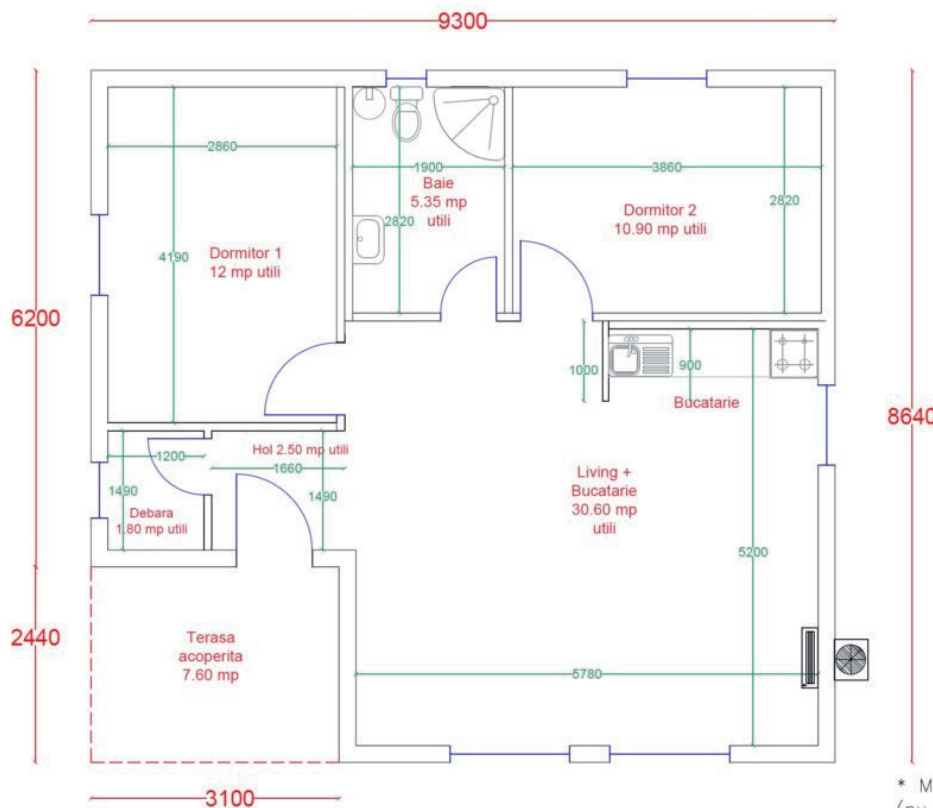 9300
2860
1900
3860
Baie
5.35 mp
utili
2820
2820
Dormitor 2
10.90 mp utili
4190
Dormitor 1
12 mp utili
6200
1000
900
Bucatarie
8640
Hol 2.50 mp utili
1200
1660
1490
1490
Debara
1.80 mp utili
Living +
Bucatarie
30.60 mp
utili
5200
2440
Terasa
acoperita
7.60 mp
5780
3100
* M